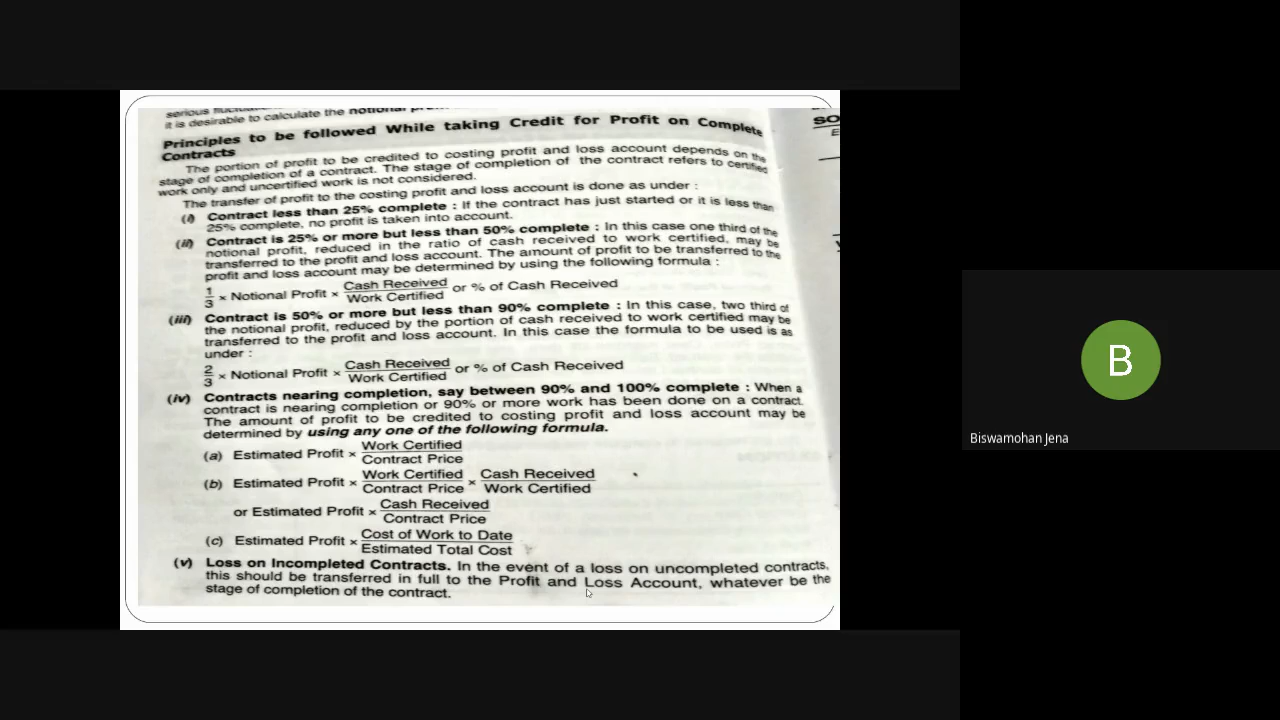 it is desirable to calculate the notional
Principles to be followed While taking Credit for Profit on Complete
Contracts
The portion of profit to be credited to costing profit and loss account depends on the
stage of completion of a contract. The stage of completion of the contract refers to certified
work only and uncertified work is not considered.
The transfer of profit to the costing profit and loss account is done as under :
(i) Contract less than 25% complete : If the contract has just started or it is less than
25% complete, no profit is taken into account.
(ii) Contract is 25% or more but less than 50% complete : In this case one third of the
notional profit, reduced in the ratio of cash received to work certified, may be
transferred to the profit and loss account. The amount of profit to be transferred to the
profit and loss account may be determined by using the following formula :
1/3 × Notional Profit × Cash Received/Work Certified or % of Cash Received
(iii) Contract is 50% or more but less than 90% complete : In this case, two third of
the notional profit, reduced by the portion of cash received to work certified may be
transferred to the profit and loss account. In this case the formula to be used is as
under :
2/3 × Notional Profit × Cash Received/Work Certified or % of Cash Received
(iv) Contracts nearing completion, say between 90% and 100% complete : When a
contract is nearing completion or 90% or more work has been done on a contract.
The amount of profit to be credited to costing profit and loss account may be
determined by using any one of the following formula.
(a) Estimated Profit × Work Certified/Contract Price
(b) Estimated Profit × Work Certified/Contract Price × Cash Received/Work Certified
or Estimated Profit × Cash Received/Contract Price
(c) Estimated Profit × Cost of Work to Date/Estimated Total Cost
(v) Loss on Incompleted Contracts. In the event of a loss on uncompleted contracts,
this should be transferred in full to the Profit and Loss Account, whatever be the
stage of completion of the contract.
SO
B
Biswamohan Jena